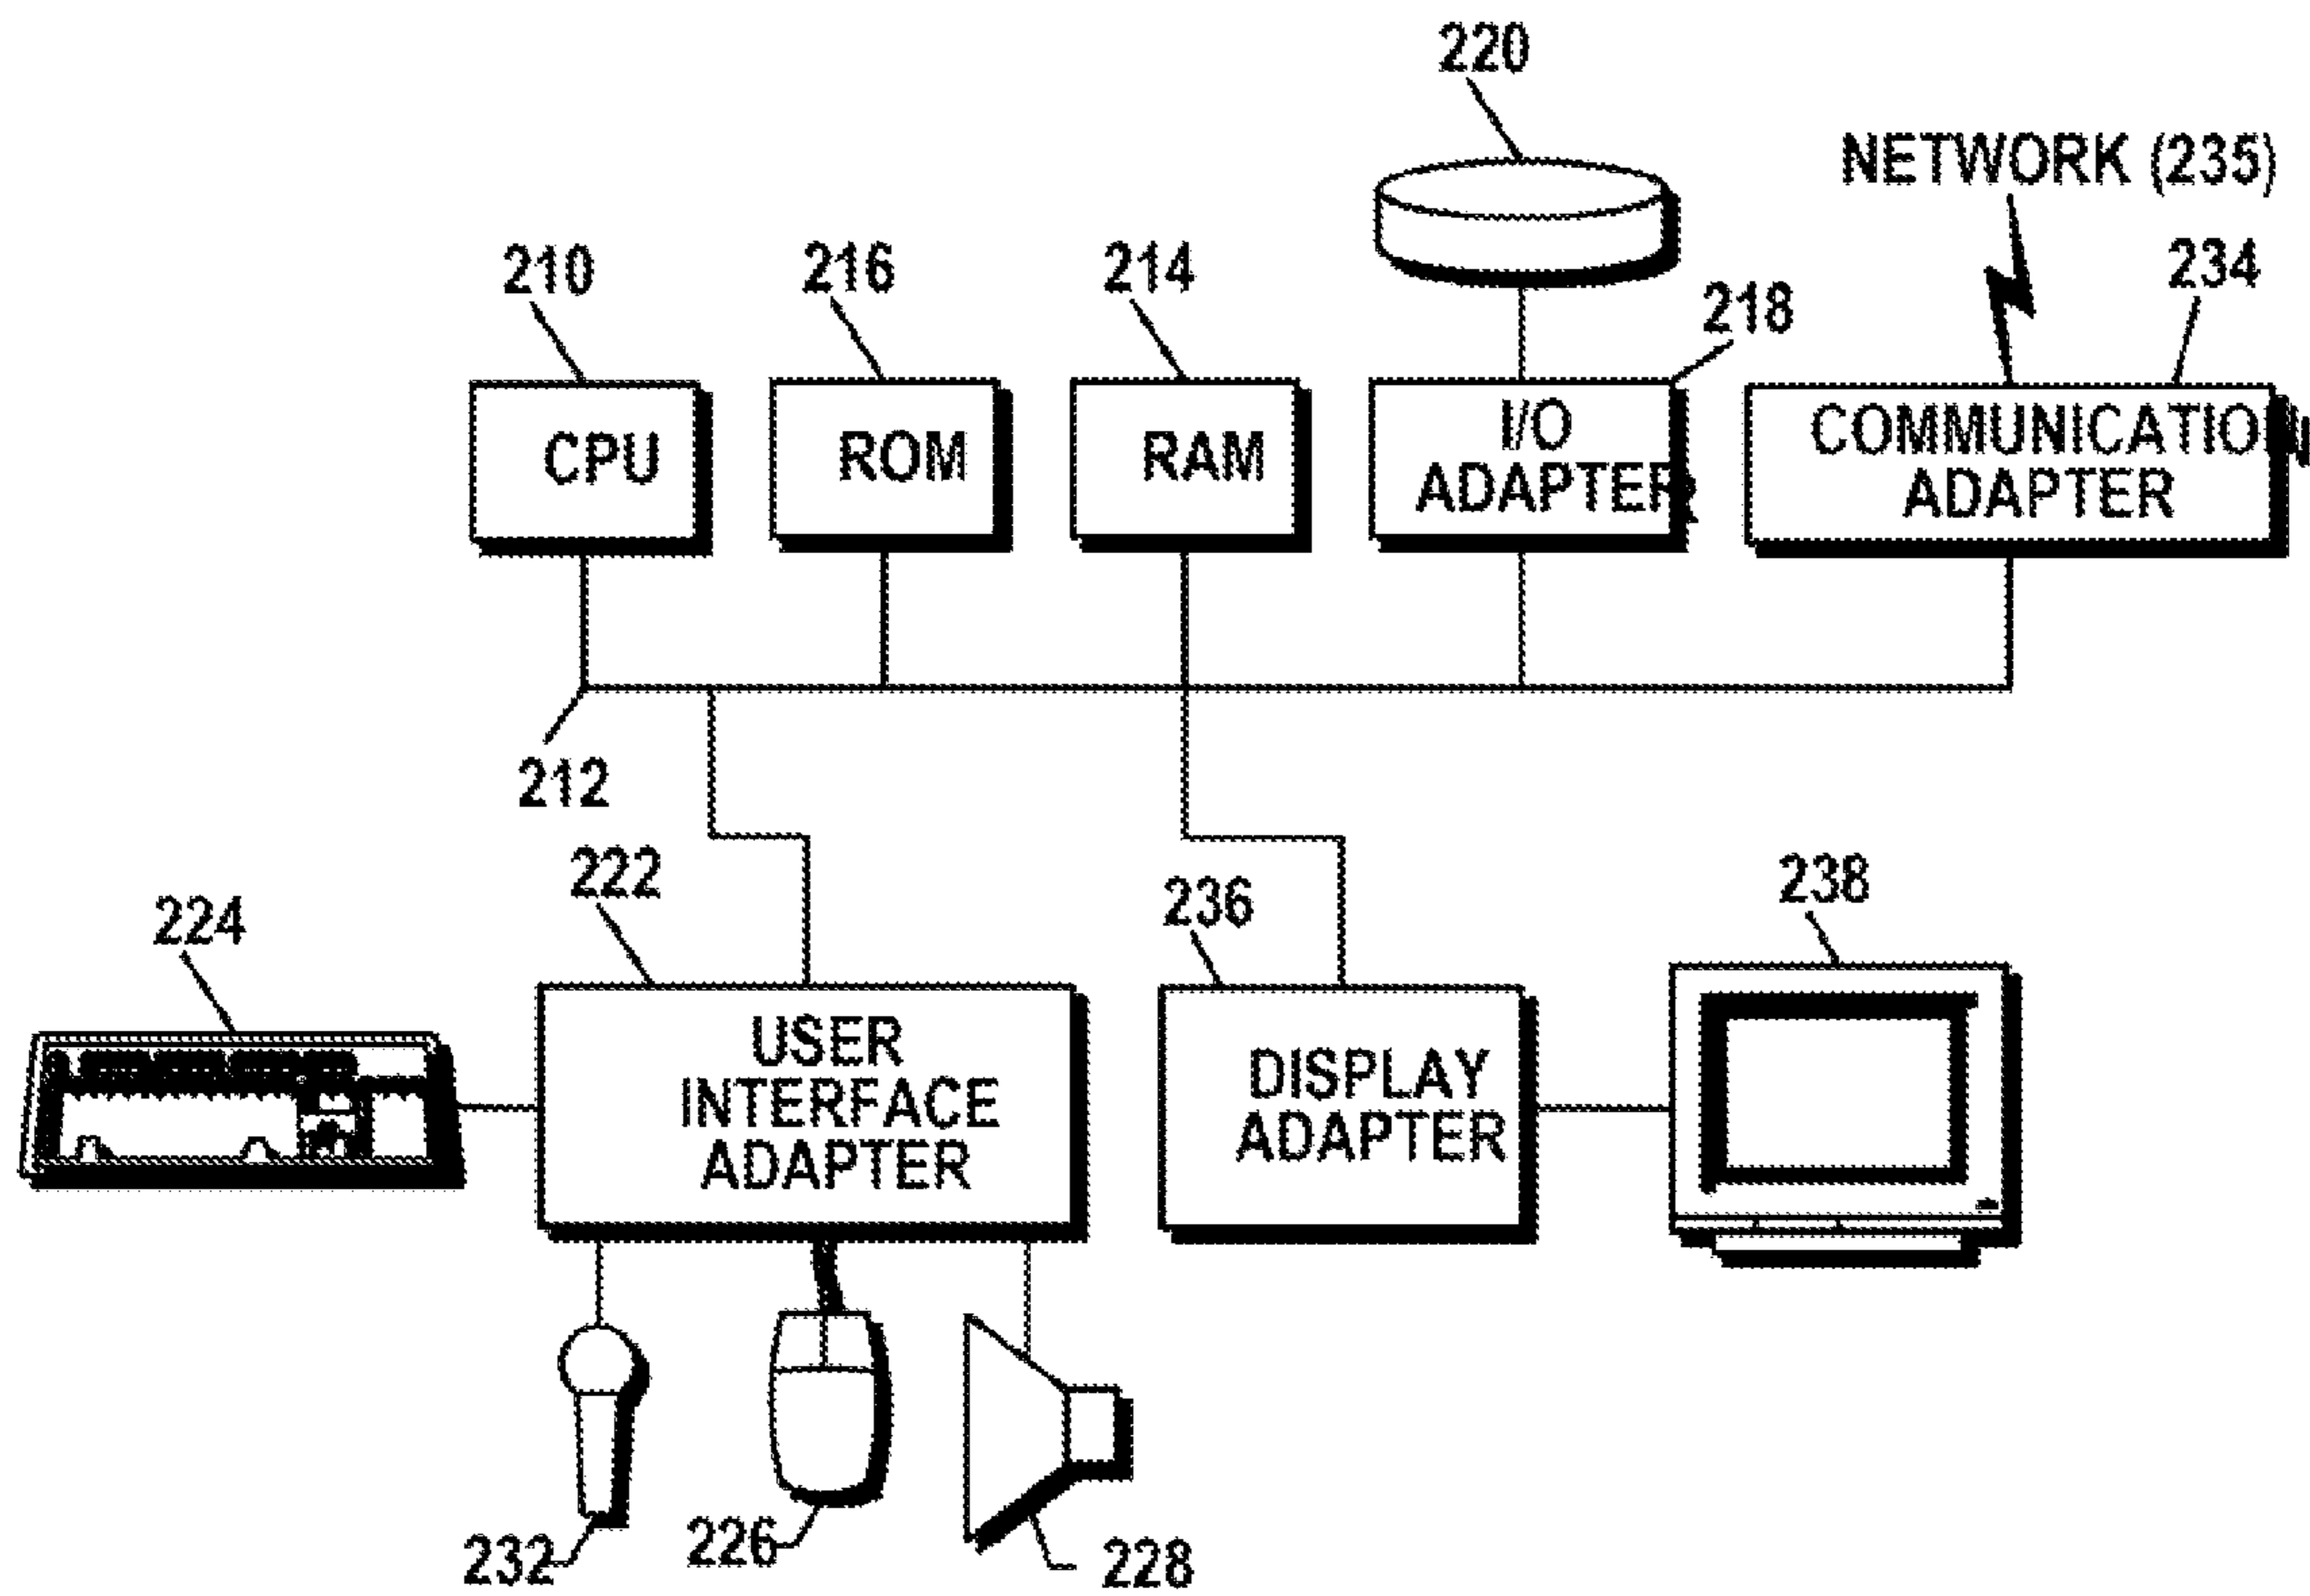 220
NETWORK (235)
210
216
214
218
234
CPU
ROM
RAM
I/O
ADAPTER
COMMUNICATION
ADAPTER
212
222
224
236
238
USER
INTERFACE
ADAPTER
DISPLAY
ADAPTER
232
226
228